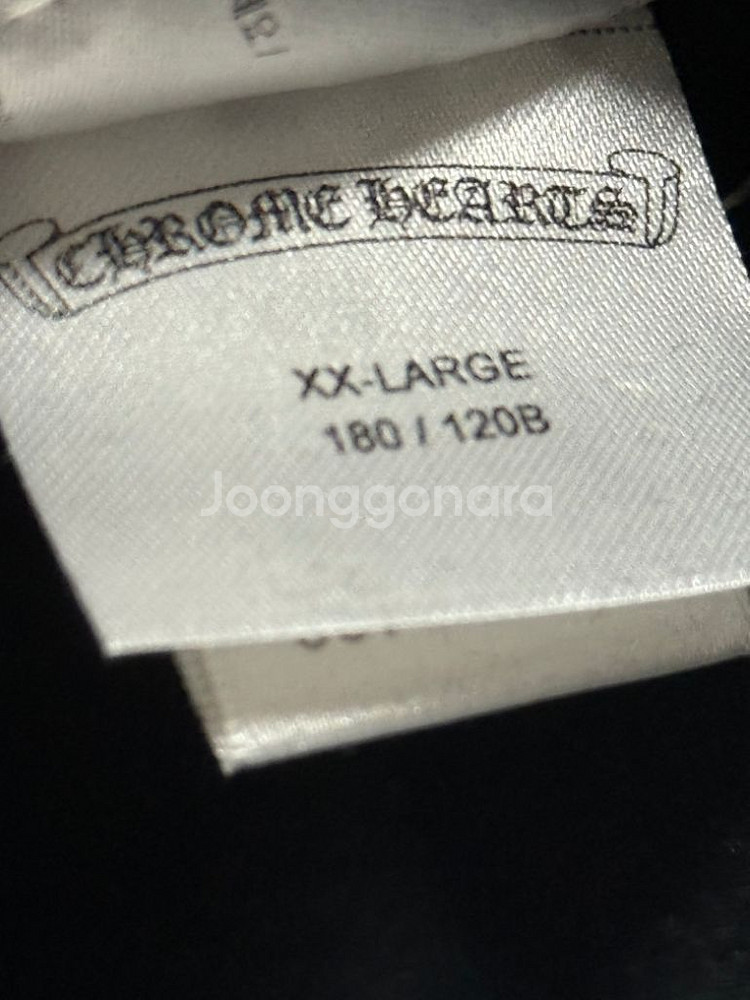 CHROME HEARTS
XX-LARGE
180 / 120B
Joonggonara